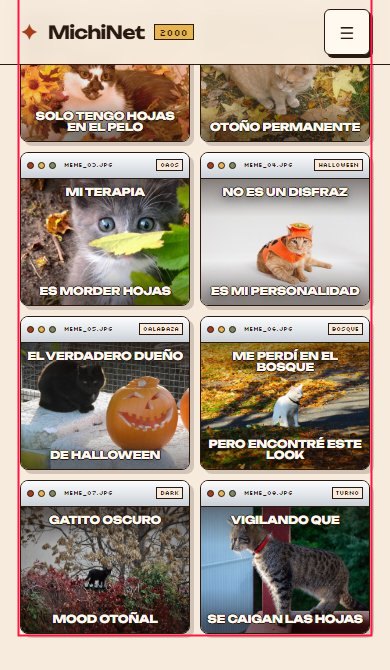 MichiNet 2000
SOLO TENGO HOJAS
EN EL PELO
OTOÑO PERMANENTE
MEME_03.JPG CAOS
MI TERAPIA
ES MORDER HOJAS
MEME_04.JPG HALLOWEEN
NO ES UN DISFRAZ
ES MI PERSONALIDAD
MEME_05.JPG CALABAZA
EL VERDADERO DUEÑO
DE HALLOWEEN
MEME_06.JPG BOSQUE
ME PERDÍ EN EL
BOSQUE
PERO ENCONTRÉ ESTE
LOOK
MEME_07.JPG DARK
GATITO OSCURO
MOOD OTOÑAL
MEME_08.JPG TURNO
VIGILANDO QUE
SE CAIGAN LAS HOJAS